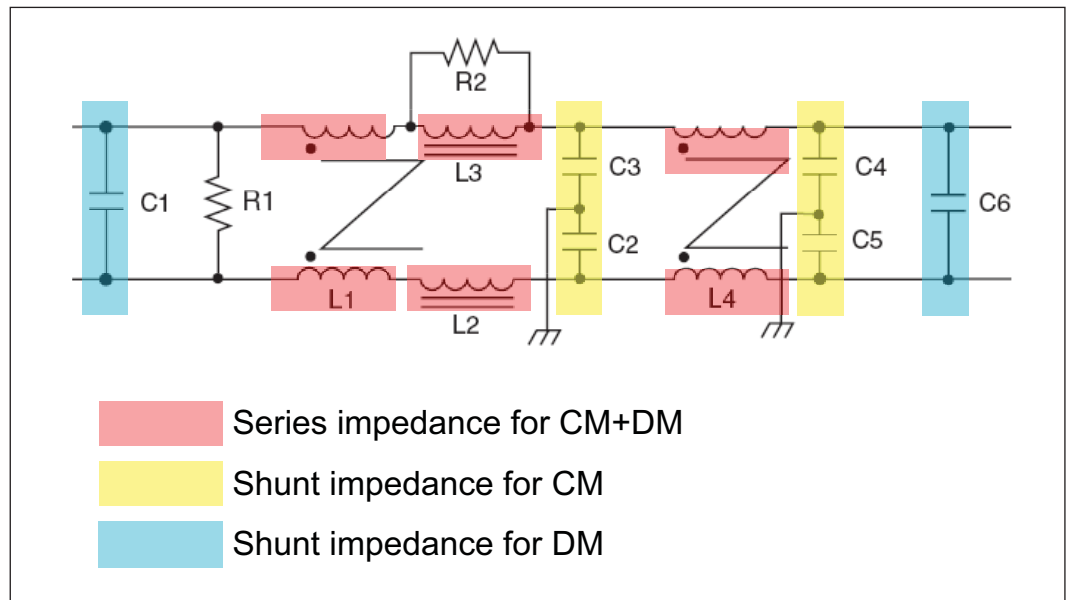 R2
C1
R1
L3
C3
C4
C6
C2
C5
L1
L2
L4
Series impedance for CM+DM
Shunt impedance for CM
Shunt impedance for DM